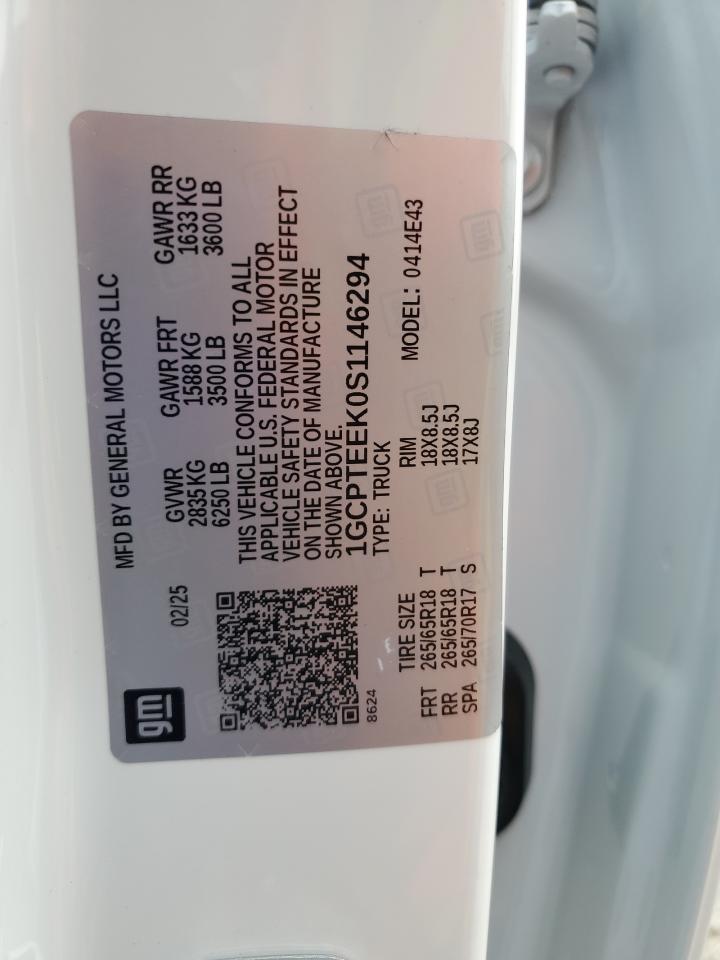 gm
02/25
MFD BY GENERAL MOTORS LLC
GVWR GAWR FRT GAWR RR
2835 KG 1588 KG 1633 KG
6250 LB 3500 LB 3600 LB
THIS VEHICLE CONFORMS TO ALL
APPLICABLE U.S. FEDERAL MOTOR
VEHICLE SAFETY STANDARDS IN EFFECT
ON THE DATE OF MANUFACTURE
SHOWN ABOVE.
1GCPTEEK0S1146294
8624
TYPE: TRUCK
MODEL: 0414E43
TIRE SIZE RIM
FRT 265/65R18 T 18X8.5J
RR 265/65R18 T 18X8.5J
SPA 265/70R17 S 17X8J